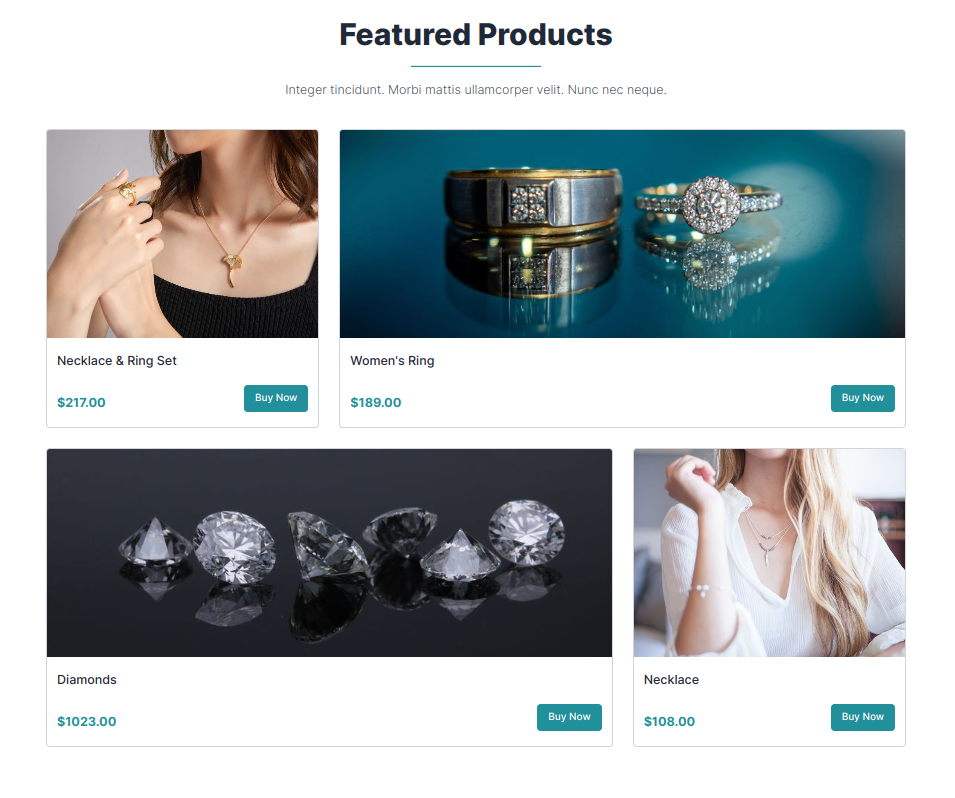 Featured Products
Integer tincidunt. Morbi mattis ullamcorper velit. Nunc nec neque.
Necklace & Ring Set
$217.00
Buy Now
Women's Ring
$189.00
Buy Now
Diamonds
$1023.00
Buy Now
Necklace
$108.00
Buy Now